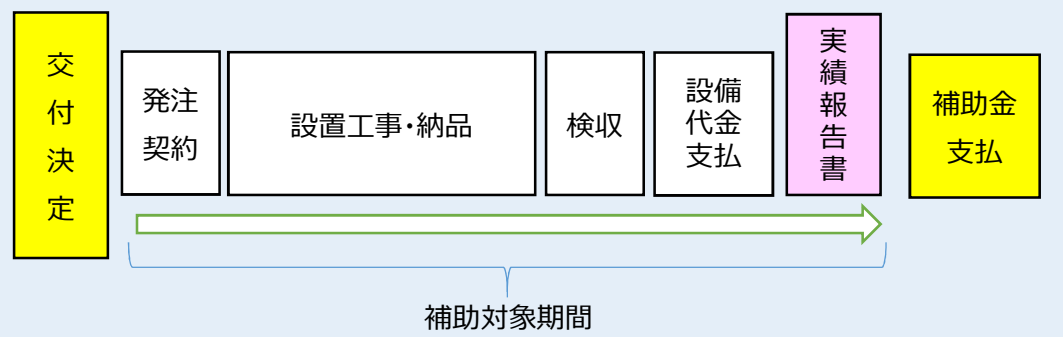 交付決定
発注
契約
設置工事・納品
検収
設備
代金
支払
実績報告書
補助金
支払
補助対象期間